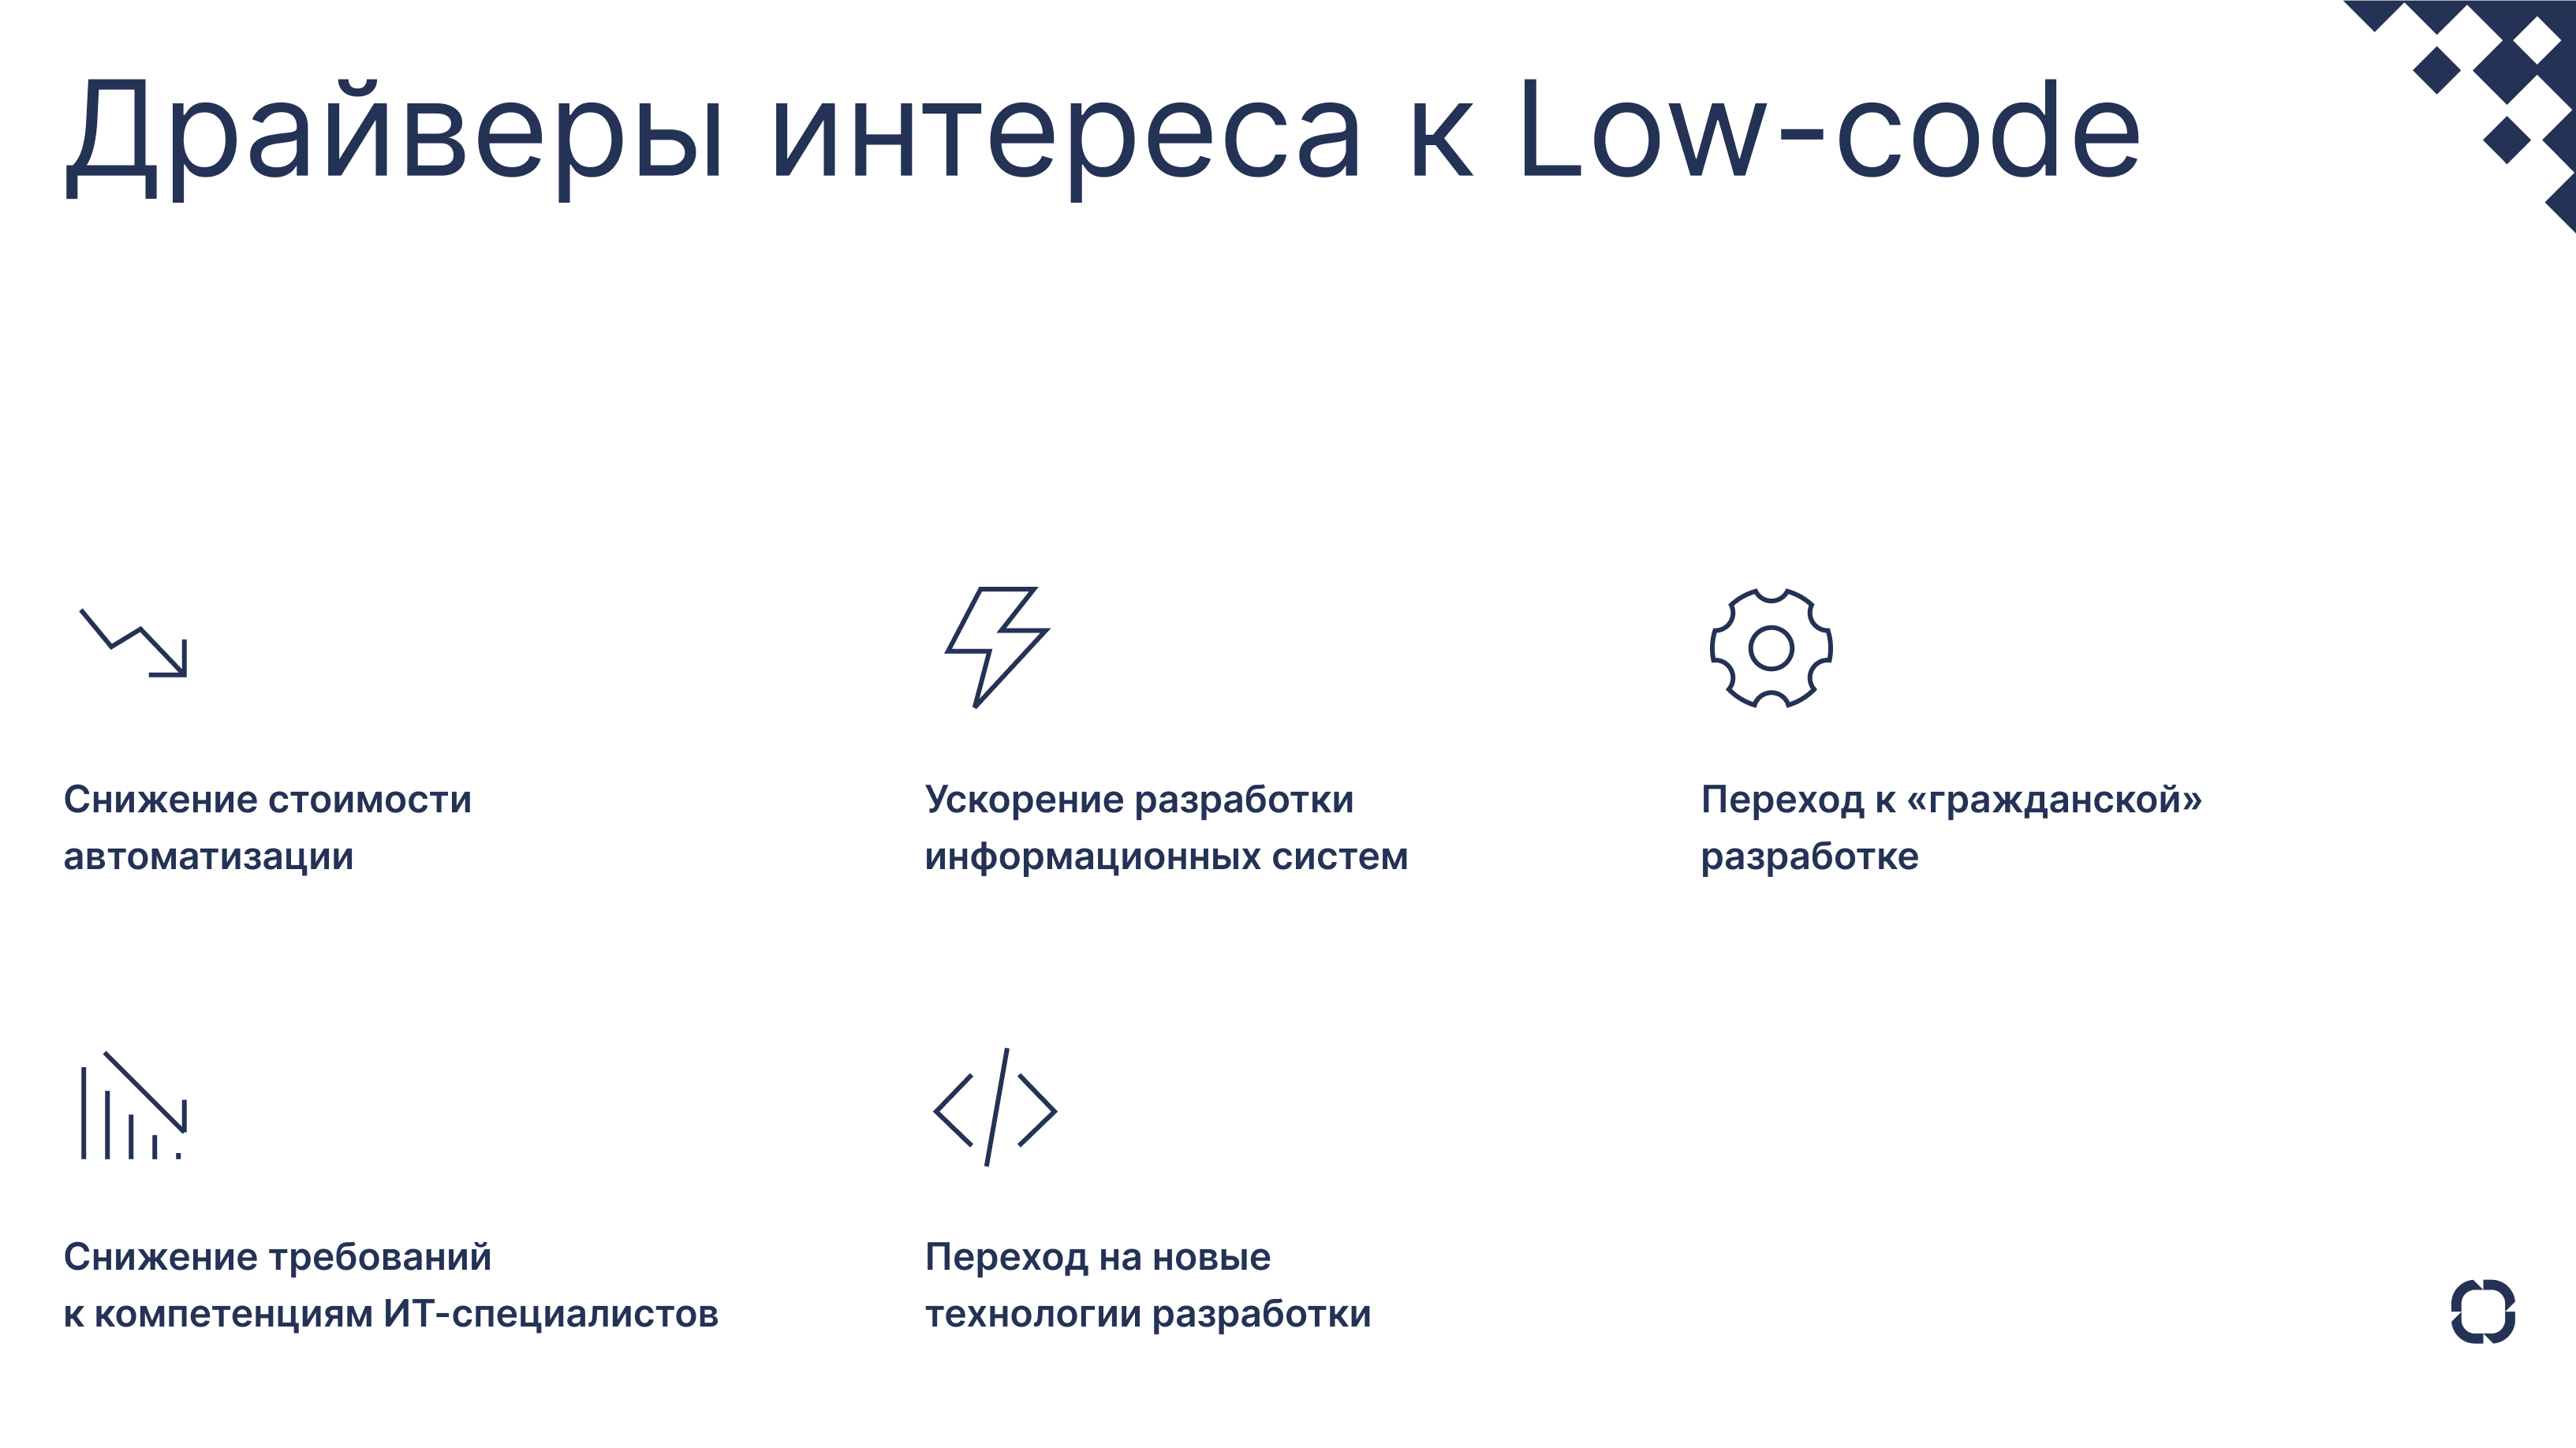 Драйверы интереса к Low-code
Снижение стоимости
автоматизации
Ускорение разработки
информационных систем
Переход к «гражданской»
разработке
Снижение требований
к компетенциям ИТ-специалистов
Переход на новые
технологии разработки